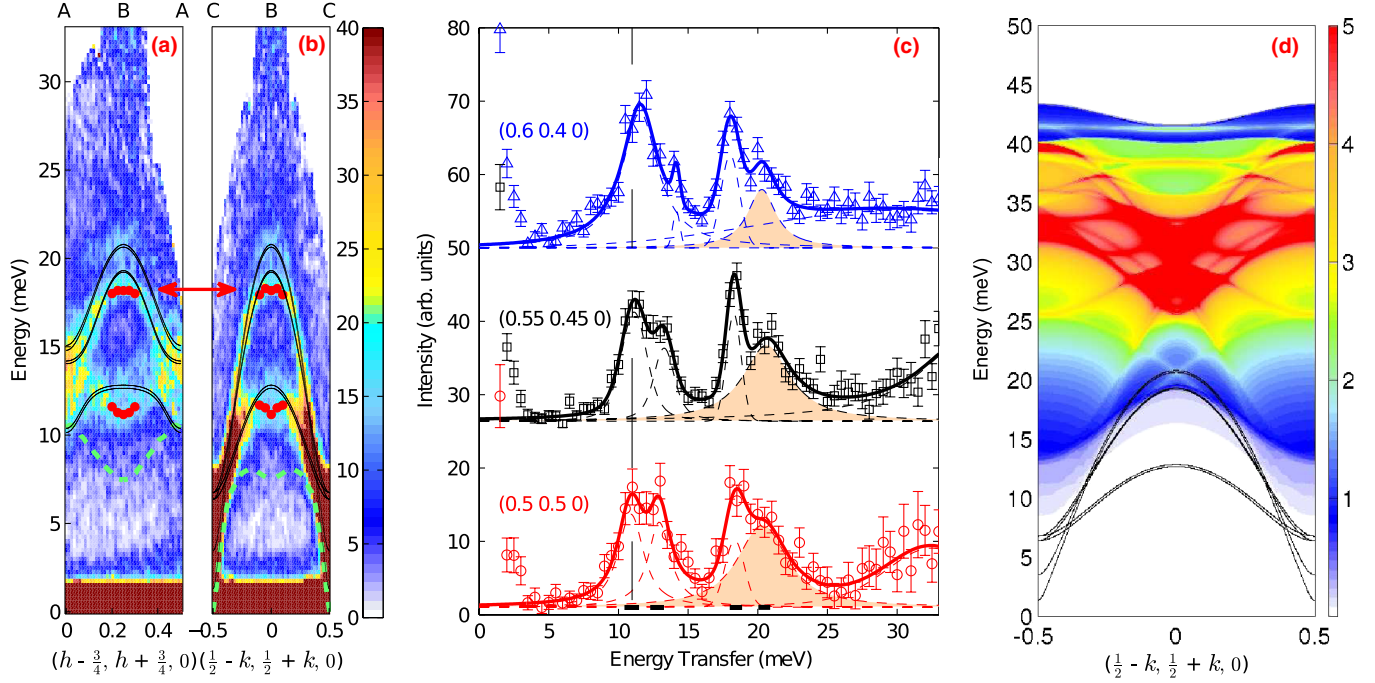 A B A C B C
(a) (b)
30
25
20
15
10
5
0
Energy (meV)
0 0.2 0.4
−0.5 0 0.5
(h - 3/4, h + 3/4, 0) (1/2 - k, 1/2 + k, 0)
40
35
30
25
20
15
10
5
0
(c)
80
70
60
50
40
30
20
10
0
Intensity (arb. units)
(0.6 0.4 0)
(0.55 0.45 0)
(0.5 0.5 0)
0 5 10 15 20 25 30
Energy Transfer (meV)
(d)
50
45
40
35
30
25
20
15
10
5
0
Energy (meV)
-0.5 0 0.5
(1/2 - k, 1/2 + k, 0)
5
4
3
2
1
0